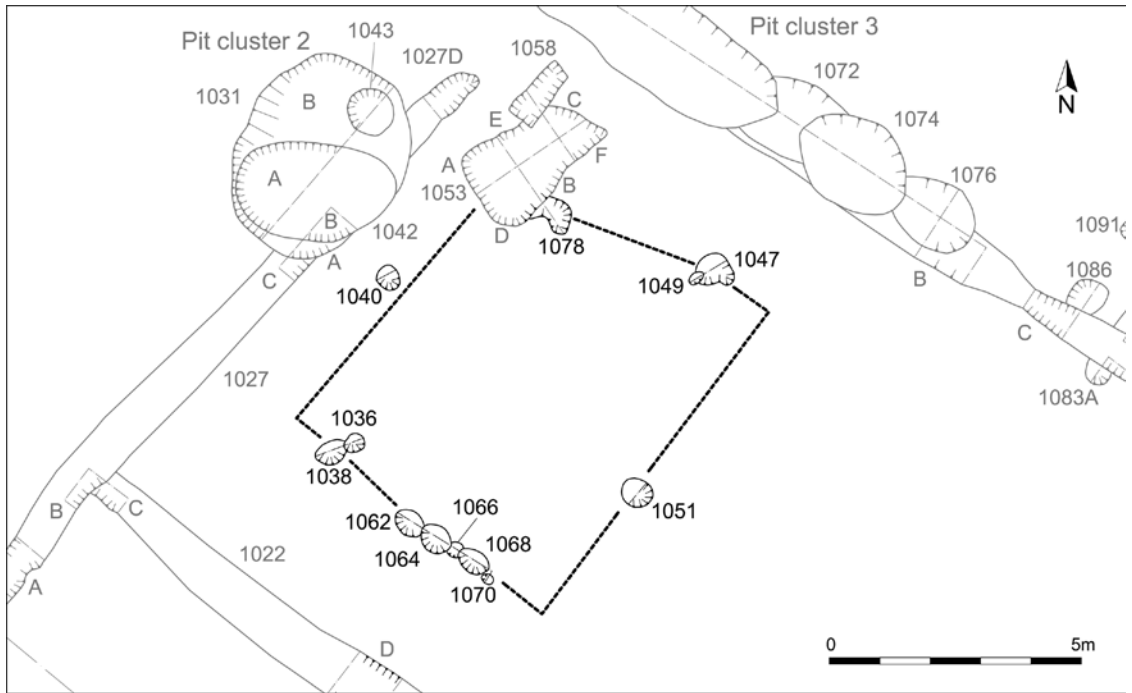 Pit cluster 2
1043
1027D
1058
Pit cluster 3
1031
B
1072
C
1074
N
E
A
A
F
1053
B
1076
B
1042
D
1078
1091
A
C
1047
1049
B
1086
1040
C
1027
1083A
1036
1038
1066
B
C
1062
1068
1051
1064
1022
1070
A
0
5m
D